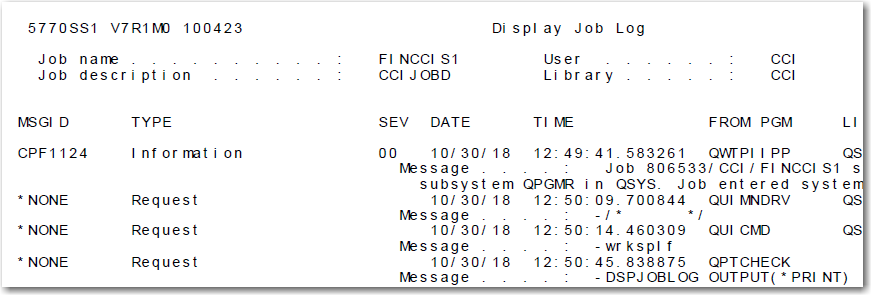 5770SS1 V7R1M0 100423 Display Job Log
Job name . . . . . . . . . . : FINCCIS1 User . . . . . . : CCI
Job description . . . . . . : CCIJOBD Library . . . . . : CCI
MSGID TYPE SEV DATE TIME FROM PGM LI
CPF1124 Information 00 10/30/18 12:49:41.583261 QWTPIIPP QS
Message . . . . : Job 806533/CCI/FINCCIS1 s
subsystem QPGMR in QSYS. Job entered system
*NONE Request 10/30/18 12:50:09.700844 QUIMNDRV QS
Message . . . . : -/* */
*NONE Request 10/30/18 12:50:14.460309 QUICMD QS
Message . . . . : -wrksplf
*NONE Request 10/30/18 12:50:45.838875 QPTCHECK
Message . . . . : -DSPJOBLOG OUTPUT(*PRINT)